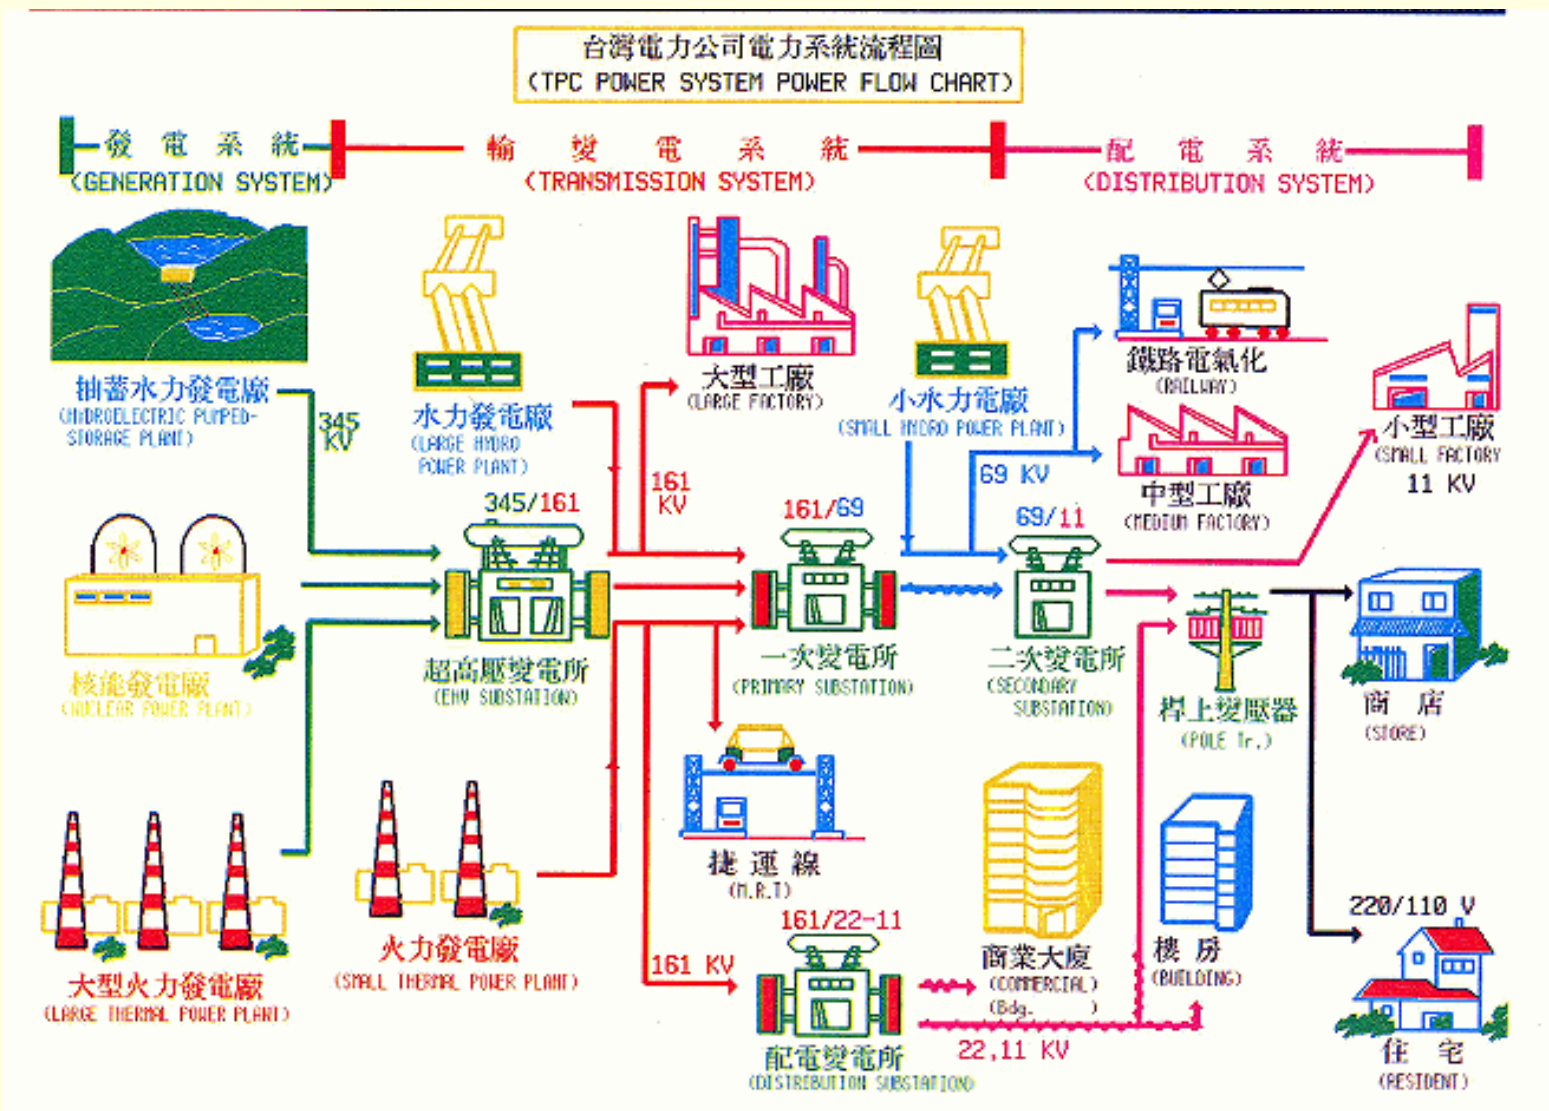 台灣電力公司電力系統流程圖
(TPC POWER SYSTEM POWER FLOW CHART)
發電系統
(GENERATION SYSTEM)
輸變電系統
(TRANSMISSION SYSTEM)
配電系統
(DISTRIBUTION SYSTEM)
抽蓄水力發電廠
(HYDROELECTRIC PUMPED-
STORAGE PLANT)
345
KV
水力發電廠
(LARGE HYDRO
POWER PLANT)
大型工廠
(LARGE FACTORY)
小水力電廠
(SMALL HYDRO POWER PLANT)
鐵路電氣化
(RAILWAY)
小型工廠
(SMALL FACTORY
11 KV
中型工廠
(MEDIUM FACTORY)
69 KV
161
KV
345/161
超高壓變電所
(EHV SUBSTATION)
161/69
一次變電所
(PRIMARY SUBSTATION)
69/11
二次變電所
(SECONDARY
SUBSTATION)
桿上變壓器
(POLE Tr.)
商店
(STORE)
核能發電廠
(NUCLEAR POWER PLANT)
大型火力發電廠
(LARGE THERMAL POWER PLANT)
火力發電廠
(SMALL THERMAL POWER PLANT)
捷運線
(M.R.T)
161 KV
161/22-11
配電變電所
(DISTRIBUTION SUBSTATION)
商業大廈
(COMMERCIAL)
(Bdg. )
樓房
(BUILDING)
22,11 KV
220/110 V
住宅
(RESIDENT)